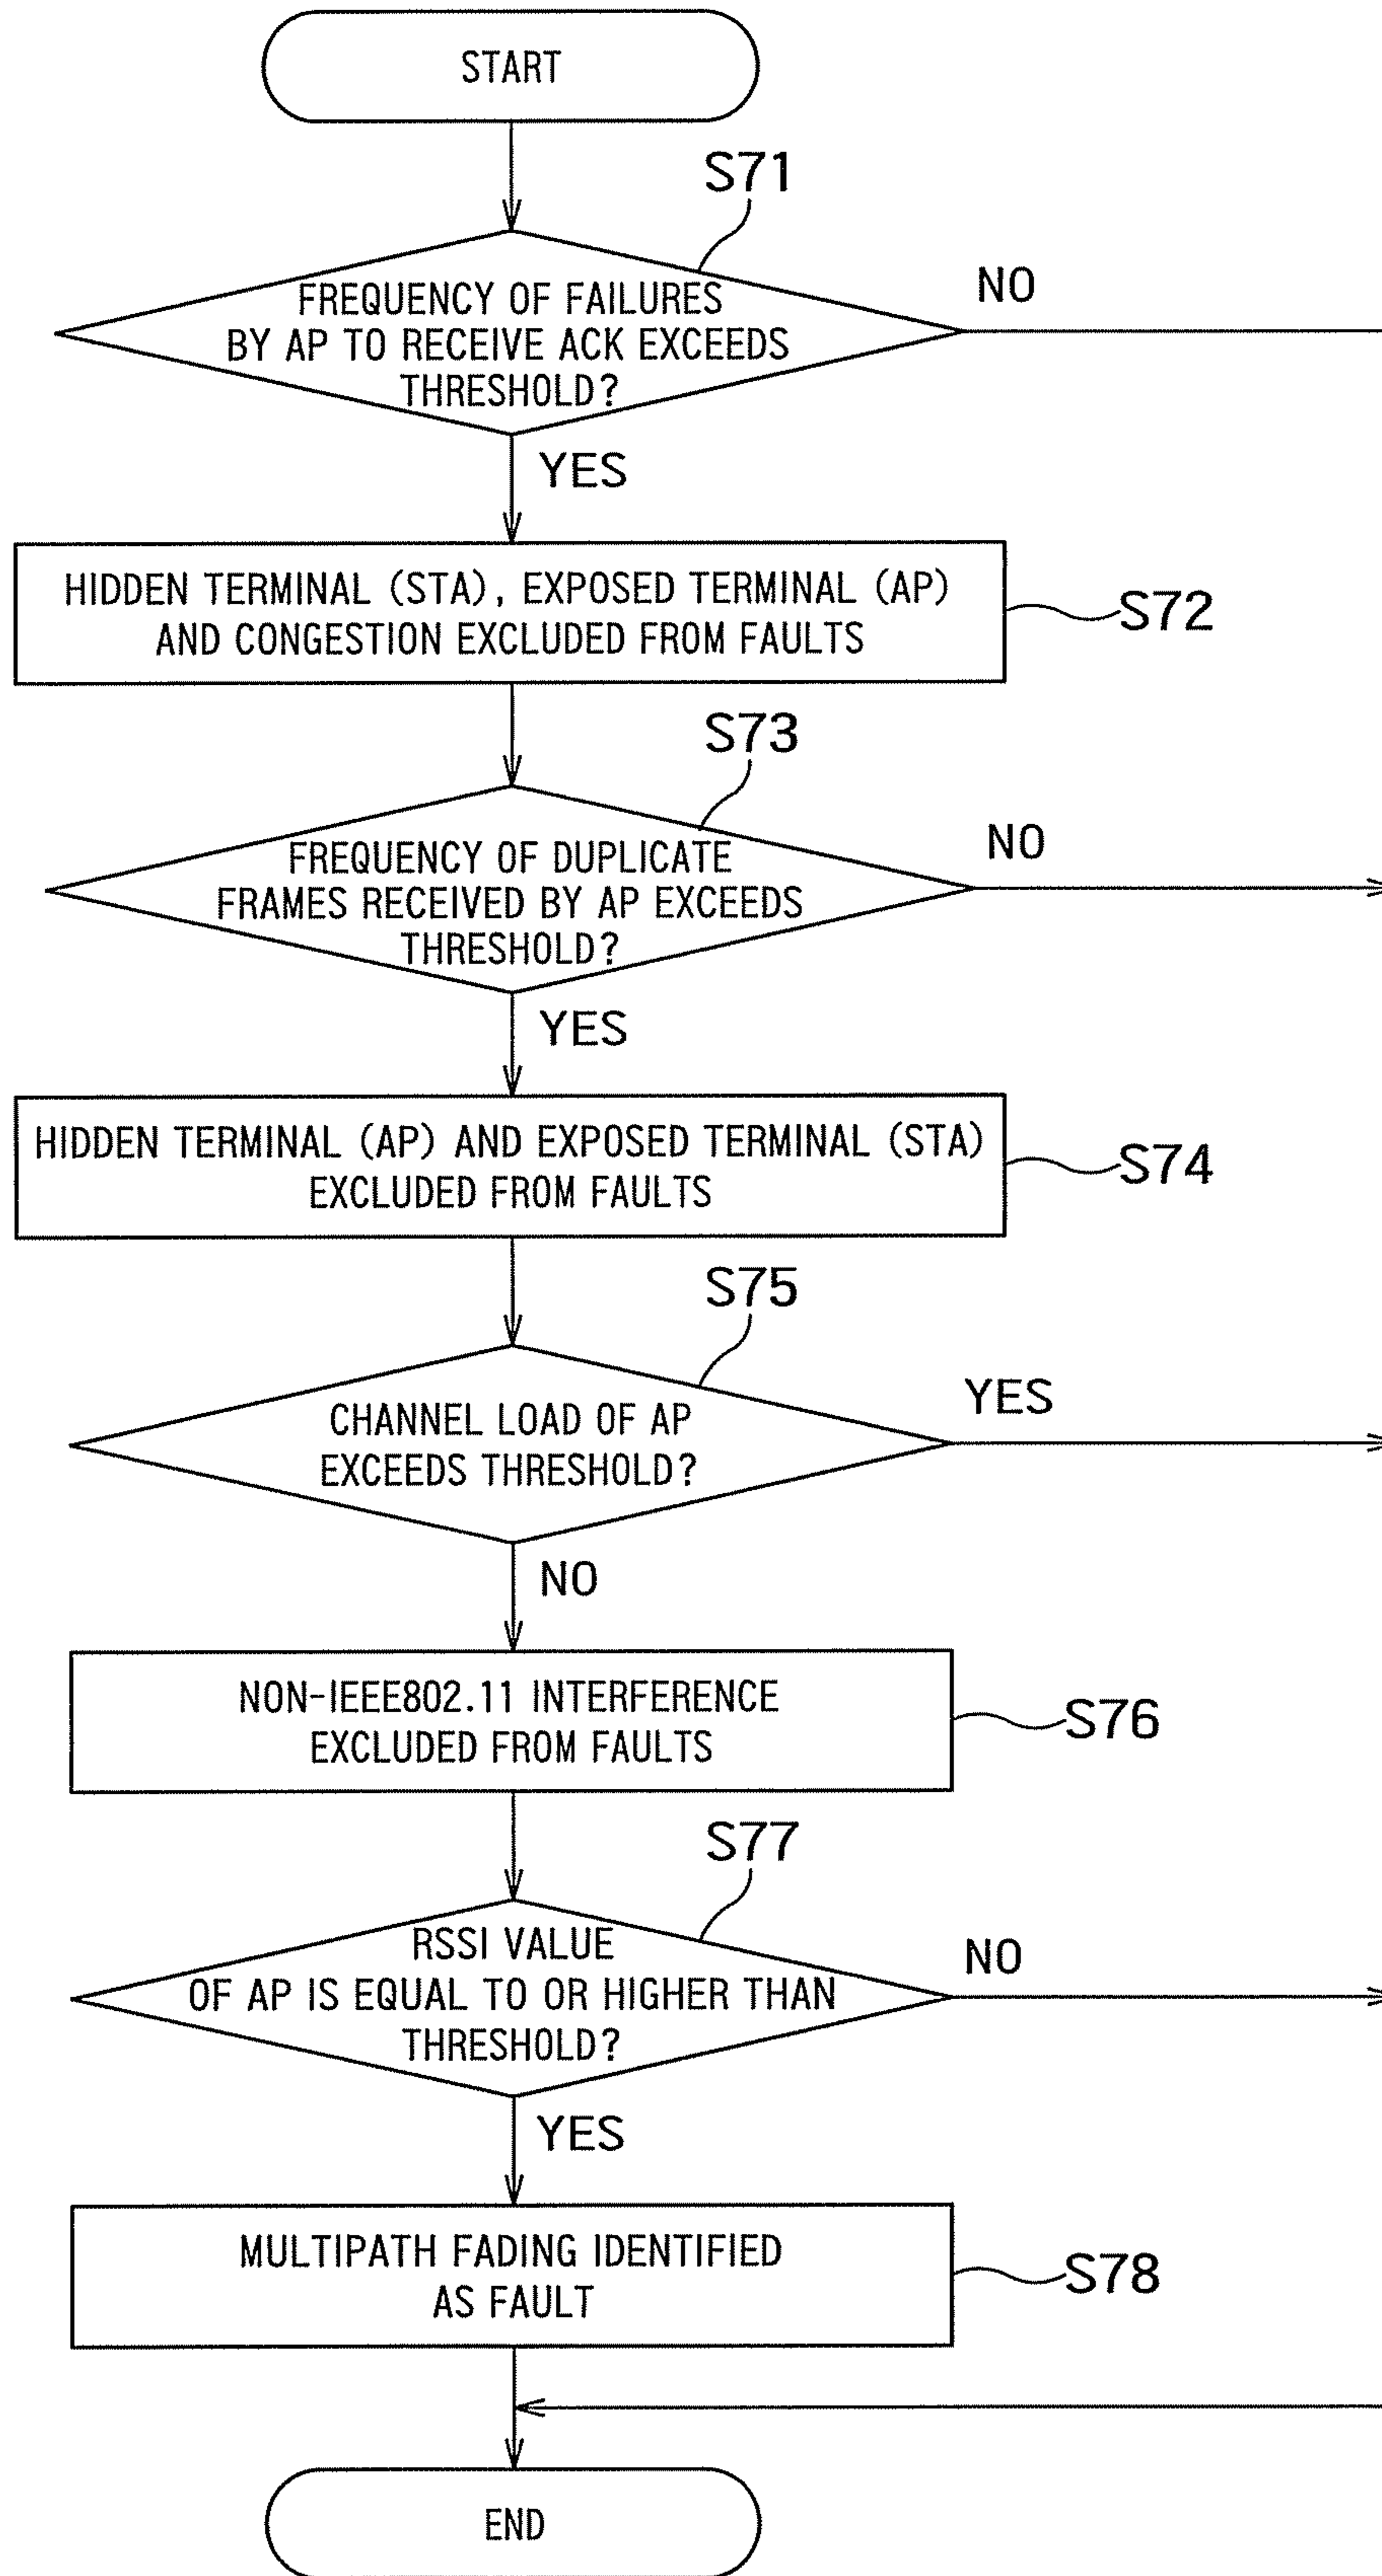 START
S71
FREQUENCY OF FAILURES
BY AP TO RECEIVE ACK EXCEEDS
THRESHOLD?
NO
YES
HIDDEN TERMINAL (STA), EXPOSED TERMINAL (AP)
AND CONGESTION EXCLUDED FROM FAULTS
S72
S73
FREQUENCY OF DUPLICATE
FRAMES RECEIVED BY AP EXCEEDS
THRESHOLD?
NO
YES
HIDDEN TERMINAL (AP) AND EXPOSED TERMINAL (STA)
EXCLUDED FROM FAULTS
S74
S75
CHANNEL LOAD OF AP
EXCEEDS THRESHOLD?
YES
NO
NON-IEEE802.11 INTERFERENCE
EXCLUDED FROM FAULTS
S76
S77
RSSI VALUE
OF AP IS EQUAL TO OR HIGHER THAN
THRESHOLD?
NO
YES
MULTIPATH FADING IDENTIFIED
AS FAULT
S78
END